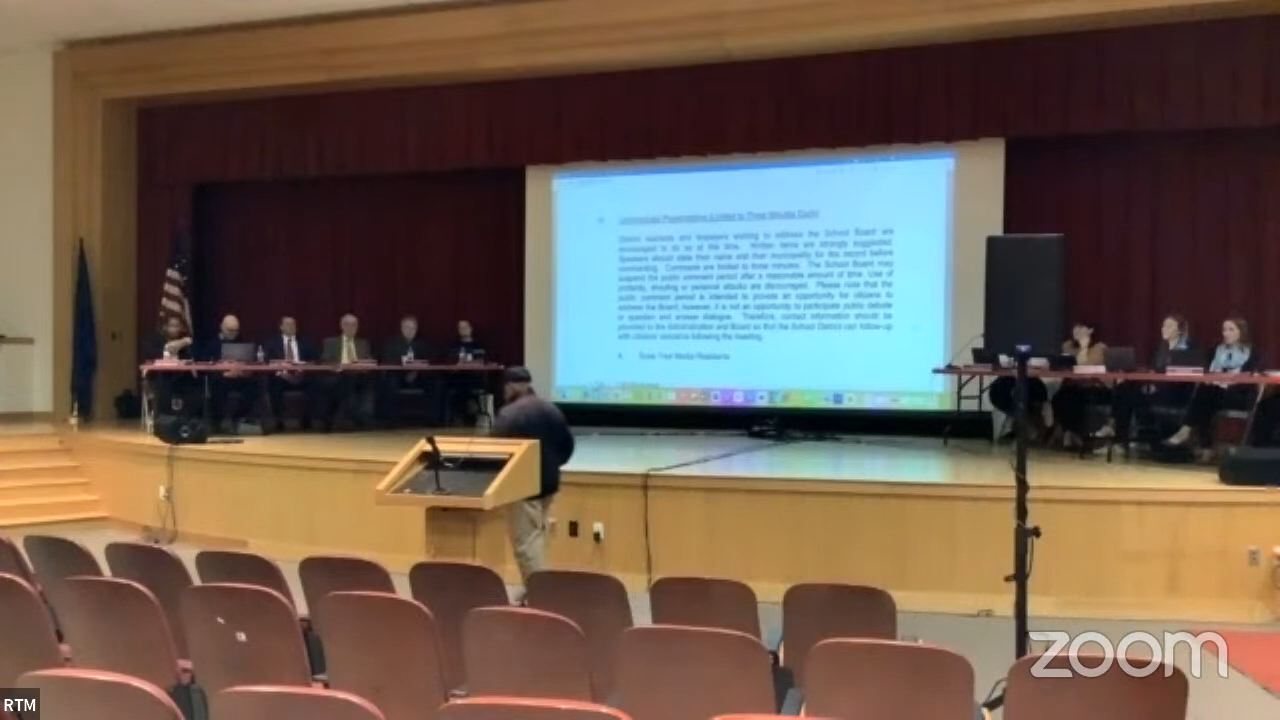 Individuals Presentations (Limited to Three Minutes Each)
District residents and taxpayers wishing to address the School Board are
encouraged to do so at this time. Written items are strongly suggested.
Speakers should state their name and their municipality for the record before
commenting. Comments are limited to three minutes. The School Board may
suspend the public comment period after a reasonable amount of time. Use of
profanity, shouting or personal attacks are discouraged. Please note that the
public comment period is intended to provide an opportunity for citizens to
address the Board; however, it is not an opportunity to participate public debate
or question and answer dialogue. Therefore, contact information should be
provided to the Administration and Board so that the School District can follow-up
with citizens' concerns following the meeting.
Media Residents
zoom
RTM